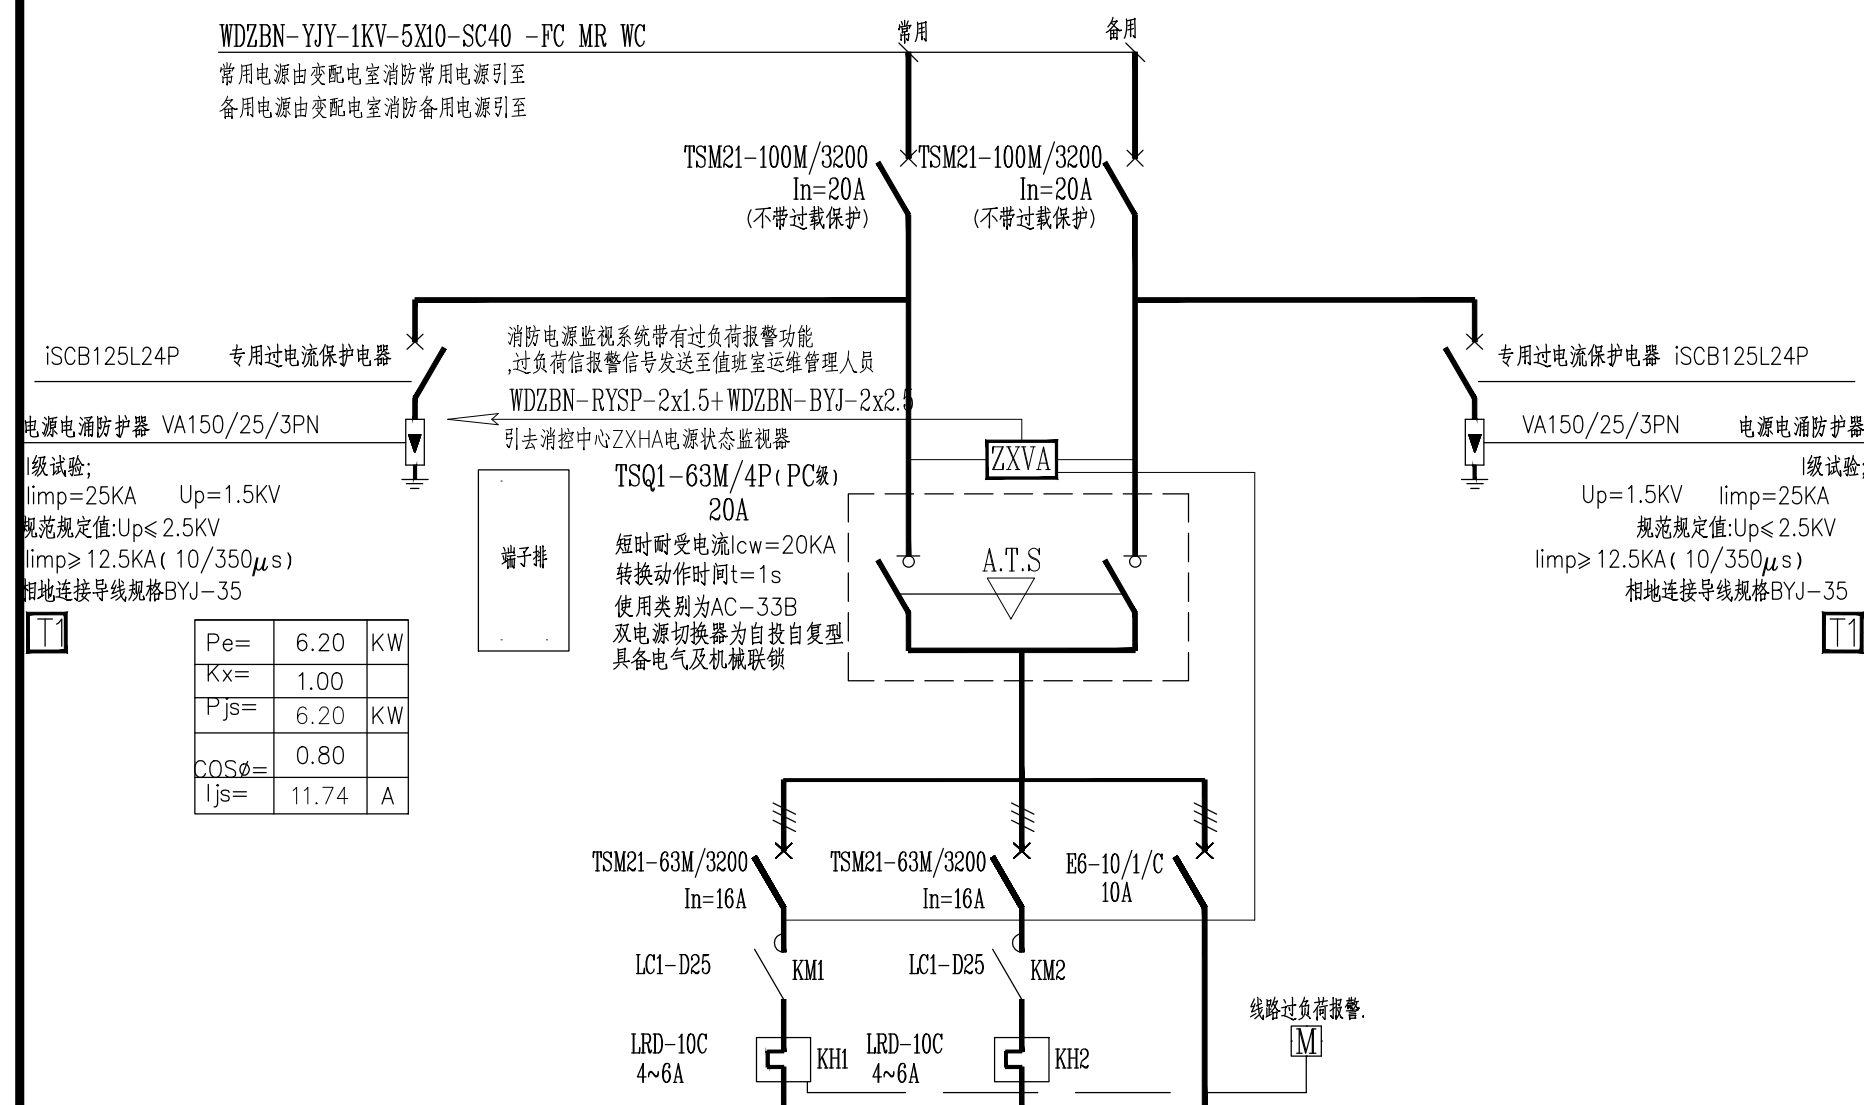 WDZBN-YJY-1KV-5X10-SC40 -FC MR WC
常用
备用
常用电源由变配电室消防常用电源引至
备用电源由变配电室消防备用电源引至
TSM21-100M/3200
In=20A
(不带过载保护)
TSM21-100M/3200
In=20A
(不带过载保护)
iSCB125L24P 专用过电流保护电器
消防电源监视系统带有过负荷报警功能
,过负荷信报警信号发送至值班室运维管理人员
WDZBN-RYSP-2x1.5+WDZBN-BYJ-2x2.5
引去消控中心ZXHA电源状态监视器
专用过电流保护电器 iSCB125L24P
电源电涌防护器 VA150/25/3PN
I级试验;
Iimp=25KA Up=1.5KV
规范规定值:Up≤2.5KV
Iimp≥12.5KA(10/350μs)
相地连接导线规格BYJ-35
T1
VA150/25/3PN 电源电涌防护器
I级试验;
Up=1.5KV Iimp=25KA
规范规定值:Up≤2.5KV
Iimp≥12.5KA(10/350μs)
相地连接导线规格BYJ-35
T1
ZXVA
端子排
TSQ1-63M/4P(PC级)
20A
短时耐受电流Icw=20KA
转换动作时间t=1s
使用类别为AC-33B
双电源切换器为自投自复型
具备电气及机械联锁
A.T.S
Pe= 6.20 KW
Kx= 1.00
Pjs= 6.20 KW
COSø= 0.80
Ijs= 11.74 A
TSM21-63M/3200
In=16A
TSM21-63M/3200
In=16A
E6-10/1/C
10A
LC1-D25 KM1
LC1-D25 KM2
LRD-10C
4~6A
KH1
LRD-10C
4~6A
KH2
线路过负荷报警.
M